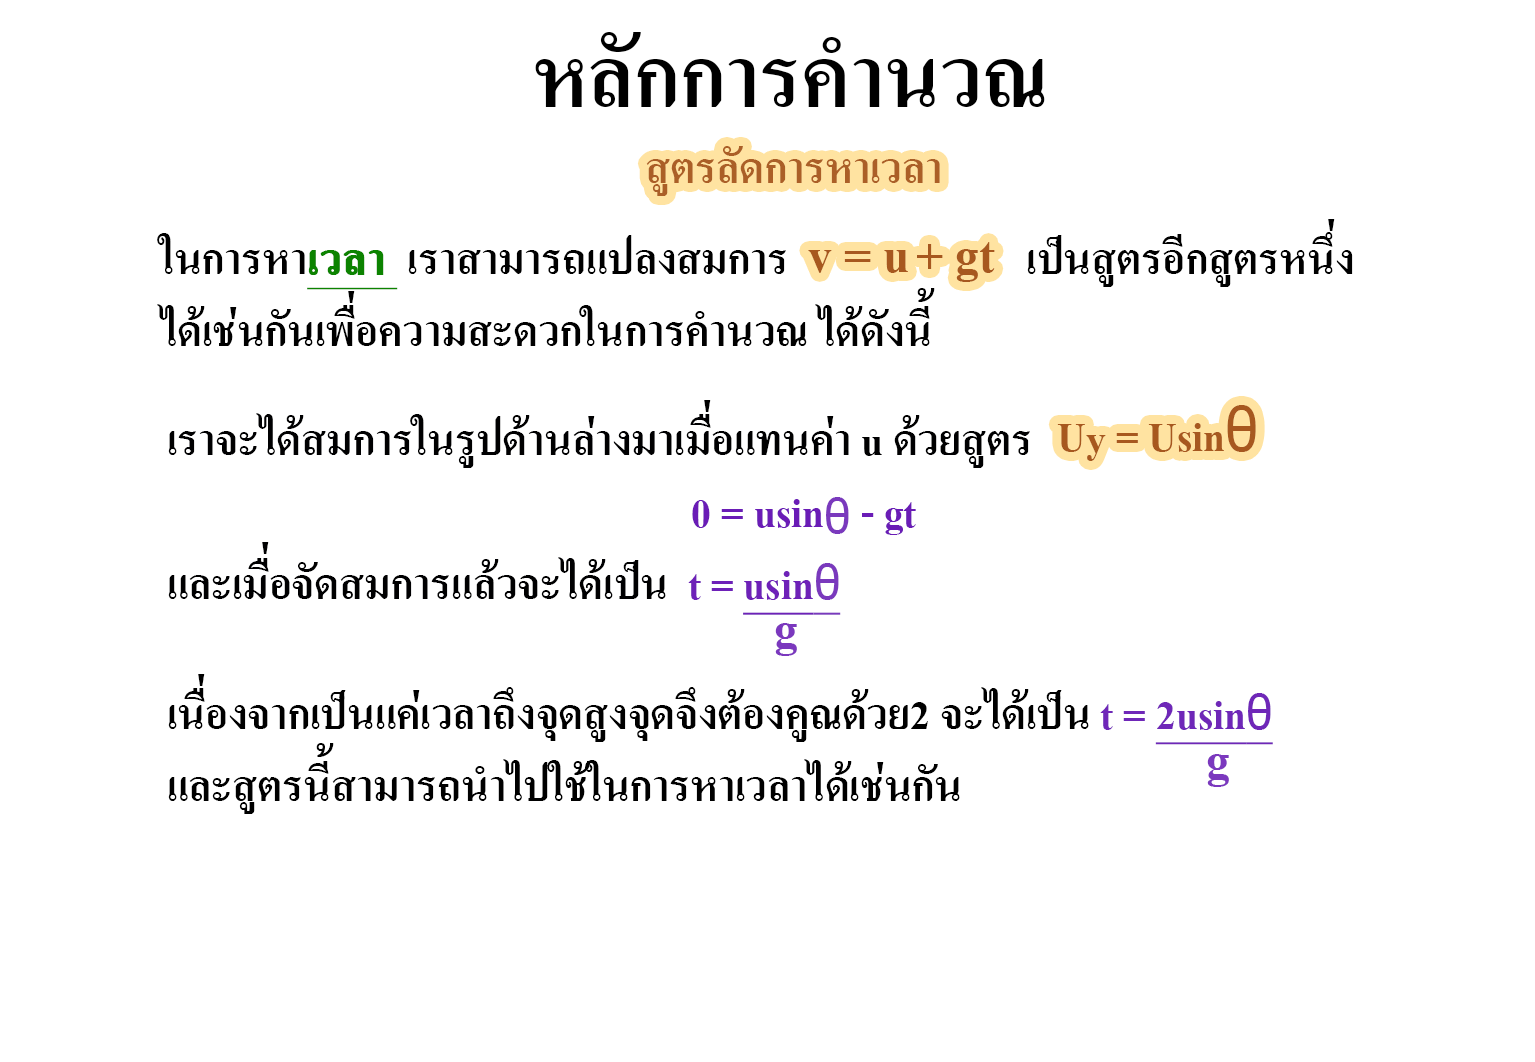 หลักการคำนวณ
สูตรลัดการหาเวลา
ในการหาเวลา เราสามารถแปลงสมการ v = u + gt เป็นสูตรอีกสูตรหนึ่ง
ได้เช่นกันเพื่อความสะดวกในการคำนวณ ได้ดังนี้
เราจะได้สมการในรูปด้านล่างมาเมื่อแทนค่า u ด้วยสูตร Uy = Usinθ
0 = usinθ - gt
และเมื่อจัดสมการแล้วจะได้เป็น t = usinθ
g
เนื่องจากเป็นแค่เวลาถึงจุดสูงจุดจึงต้องคูณด้วย2 จะได้เป็น t = 2usinθ
g
และสูตรนี้สามารถนำไปใช้ในการหาเวลาได้เช่นกัน